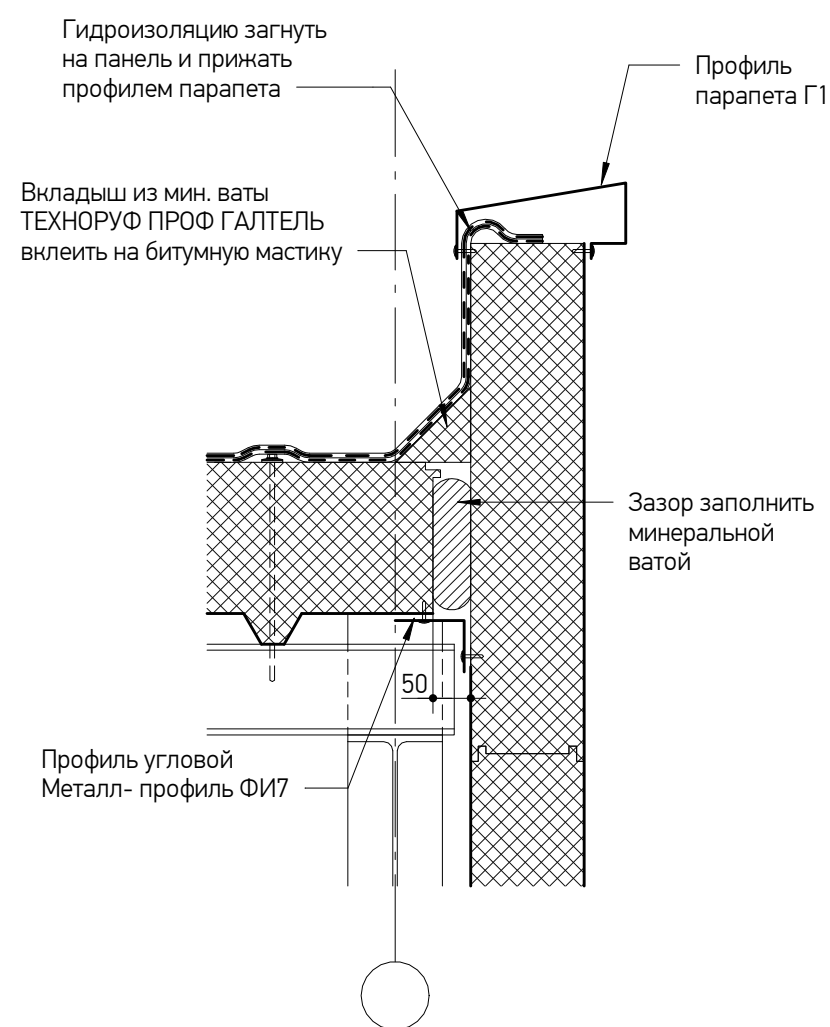 Гидроизоляцию загнуть
на панель и прижать
профилем парапета
Профиль
парапета Г1
Вкладыш из мин. ваты
ТЕХНОРУФ ПРОФ ГАЛТЕЛЬ
вклеить на битумную мастику
Зазор заполнить
минеральной
ватой
50
Профиль угловой
Металл- профиль ФИ7